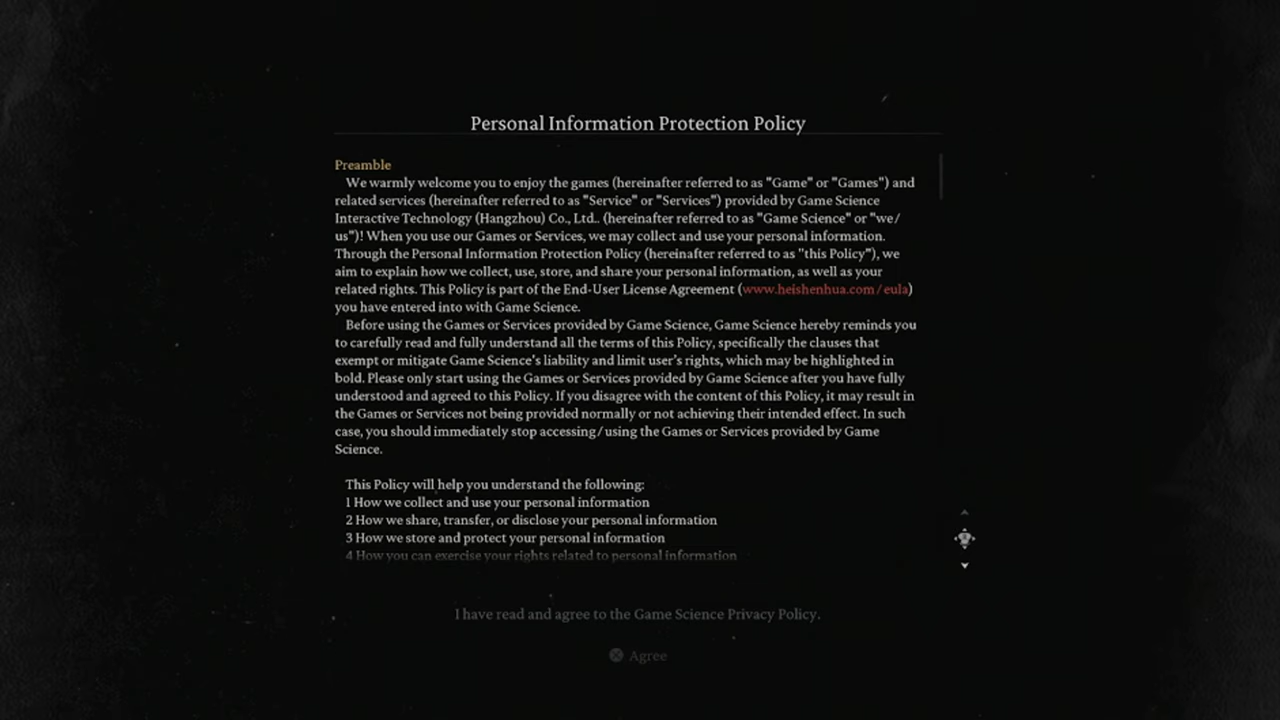 Personal Information Protection Policy
Preamble
We warmly welcome you to enjoy the games (hereinafter referred to as "Game" or "Games") and
related services (hereinafter referred to as "Service" or "Services") provided by Game Science
Interactive Technology (Hangzhou) Co., Ltd.. (hereinafter referred to as "Game Science" or "we/
us")! When you use our Games or Services, we may collect and use your personal information.
Through the Personal Information Protection Policy (hereinafter referred to as "this Policy"), we
aim to explain how we collect, use, store, and share your personal information, as well as your
related rights. This Policy is part of the End-User License Agreement (www.heishenhua.com/eula)
you have entered into with Game Science.
Before using the Games or Services provided by Game Science, Game Science hereby reminds you
to carefully read and fully understand all the terms of this Policy, specifically the clauses that
exempt or mitigate Game Science's liability and limit user's rights, which may be highlighted in
bold. Please only start using the Games or Services provided by Game Science after you have fully
understood and agreed to this Policy. If you disagree with the content of this Policy, it may result in
the Games or Services not being provided normally or not achieving their intended effect. In such
case, you should immediately stop accessing/using the Games or Services provided by Game
Science.
This Policy will help you understand the following:
1 How we collect and use your personal information
2 How we share, transfer, or disclose your personal information
3 How we store and protect your personal information
4 How you can exercise your rights related to personal information
I have read and agree to the Game Science Privacy Policy.
Agree